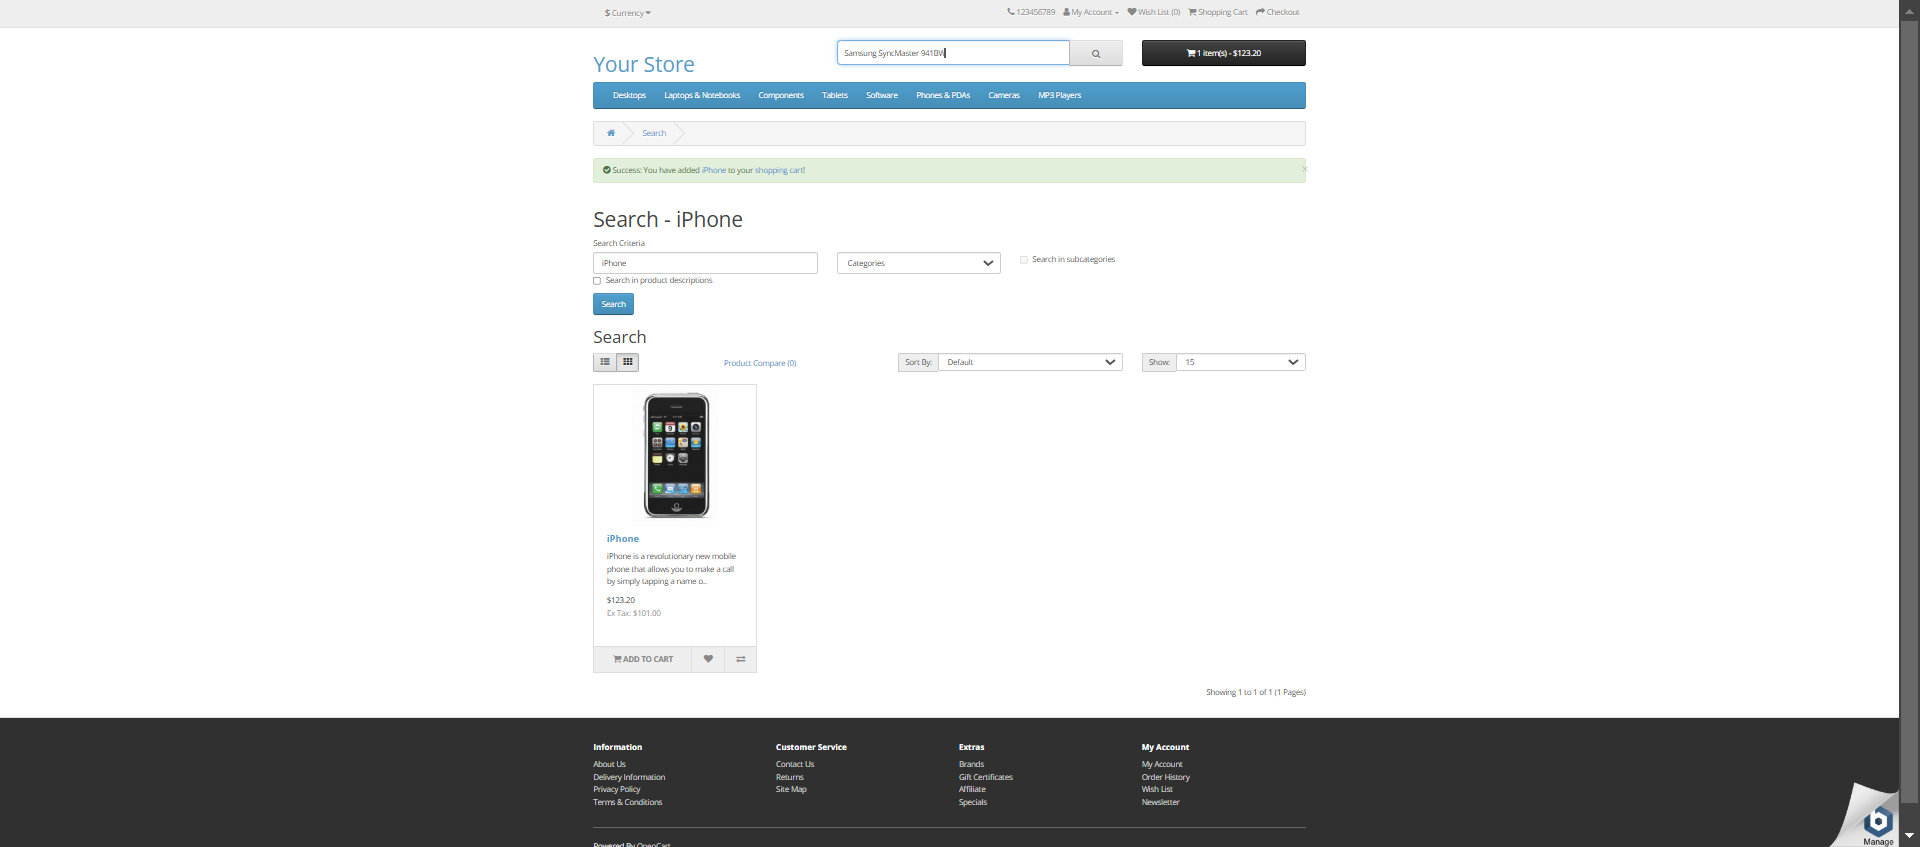 $ Currency
123456789
My Account
Wish List (0)
Shopping Cart
Checkout
Your Store
Samsung SyncMaster 941BW
1 item(s) - $123.20
Desktops
Laptops & Notebooks
Components
Tablets
Software
Phones & PDAs
Cameras
MP3 Players
Search
Success: You have added iPhone to your shopping cart!
×
Search - iPhone
Search Criteria
iPhone
Categories
Search in subcategories
Search in product descriptions
Search
Search
Product Compare (0)
Sort By:
Default
Show:
15
iPhone
iPhone is a revolutionary new mobile
phone that allows you to make a call
by simply tapping a name o..
$123.20
Ex Tax: $101.00
ADD TO CART
Showing 1 to 1 of 1 (1 Pages)
Information
About Us
Delivery Information
Privacy Policy
Terms & Conditions
Customer Service
Contact Us
Returns
Site Map
Extras
Brands
Gift Certificates
Affiliate
Specials
My Account
My Account
Order History
Wish List
Newsletter
Powered By OpenCart
Manage